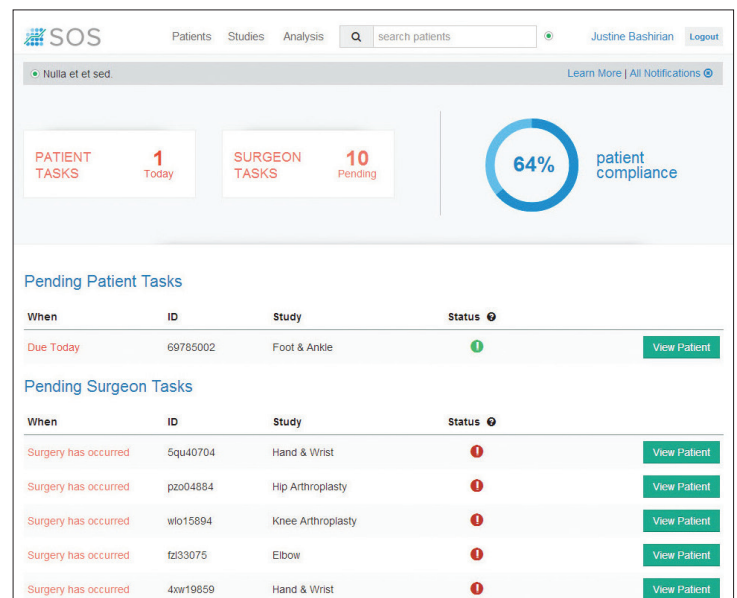 SOS Patients Studies Analysis search patients Justine Bashirian Logout
Nulla et et sed. Learn More | All Notifications
PATIENT TASKS 1 Today
SURGEON TASKS 10 Pending
64% patient compliance
Pending Patient Tasks
When ID Study Status
Due Today 69785002 Foot & Ankle View Patient
Pending Surgeon Tasks
When ID Study Status
Surgery has occurred 5qu40704 Hand & Wrist View Patient
Surgery has occurred pzo04884 Hip Arthroplasty View Patient
Surgery has occurred wlo15894 Knee Arthroplasty View Patient
Surgery has occurred fzl33075 Elbow View Patient
Surgery has occurred 4xw19859 Hand & Wrist View Patient